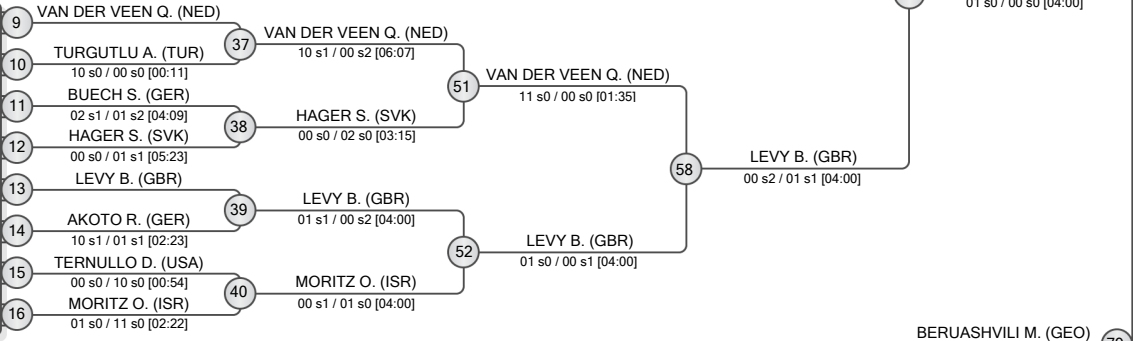 9 VAN DER VEEN Q. (NED)
10 TURGUTLU A. (TUR)
10 s0 / 00 s0 [00:11]
11 BUECH S. (GER)
02 s1 / 01 s2 [04:09]
12 HAGER S. (SVK)
00 s0 / 01 s1 [05:23]
13 LEVY B. (GBR)
14 AKOTO R. (GER)
10 s1 / 01 s1 [02:23]
15 TERNULLO D. (USA)
00 s0 / 10 s0 [00:54]
16 MORITZ O. (ISR)
01 s0 / 11 s0 [02:22]
37 VAN DER VEEN Q. (NED)
10 s1 / 00 s2 [06:07]
38 HAGER S. (SVK)
00 s0 / 02 s0 [03:15]
39 LEVY B. (GBR)
01 s1 / 00 s2 [04:00]
40 MORITZ O. (ISR)
00 s1 / 01 s0 [04:00]
51 VAN DER VEEN Q. (NED)
11 s0 / 00 s0 [01:35]
52 LEVY B. (GBR)
01 s0 / 00 s1 [04:00]
58 LEVY B. (GBR)
00 s2 / 01 s1 [04:00]
01 s0 / 00 s0 [04:00]
BERUASHVILI M. (GEO)